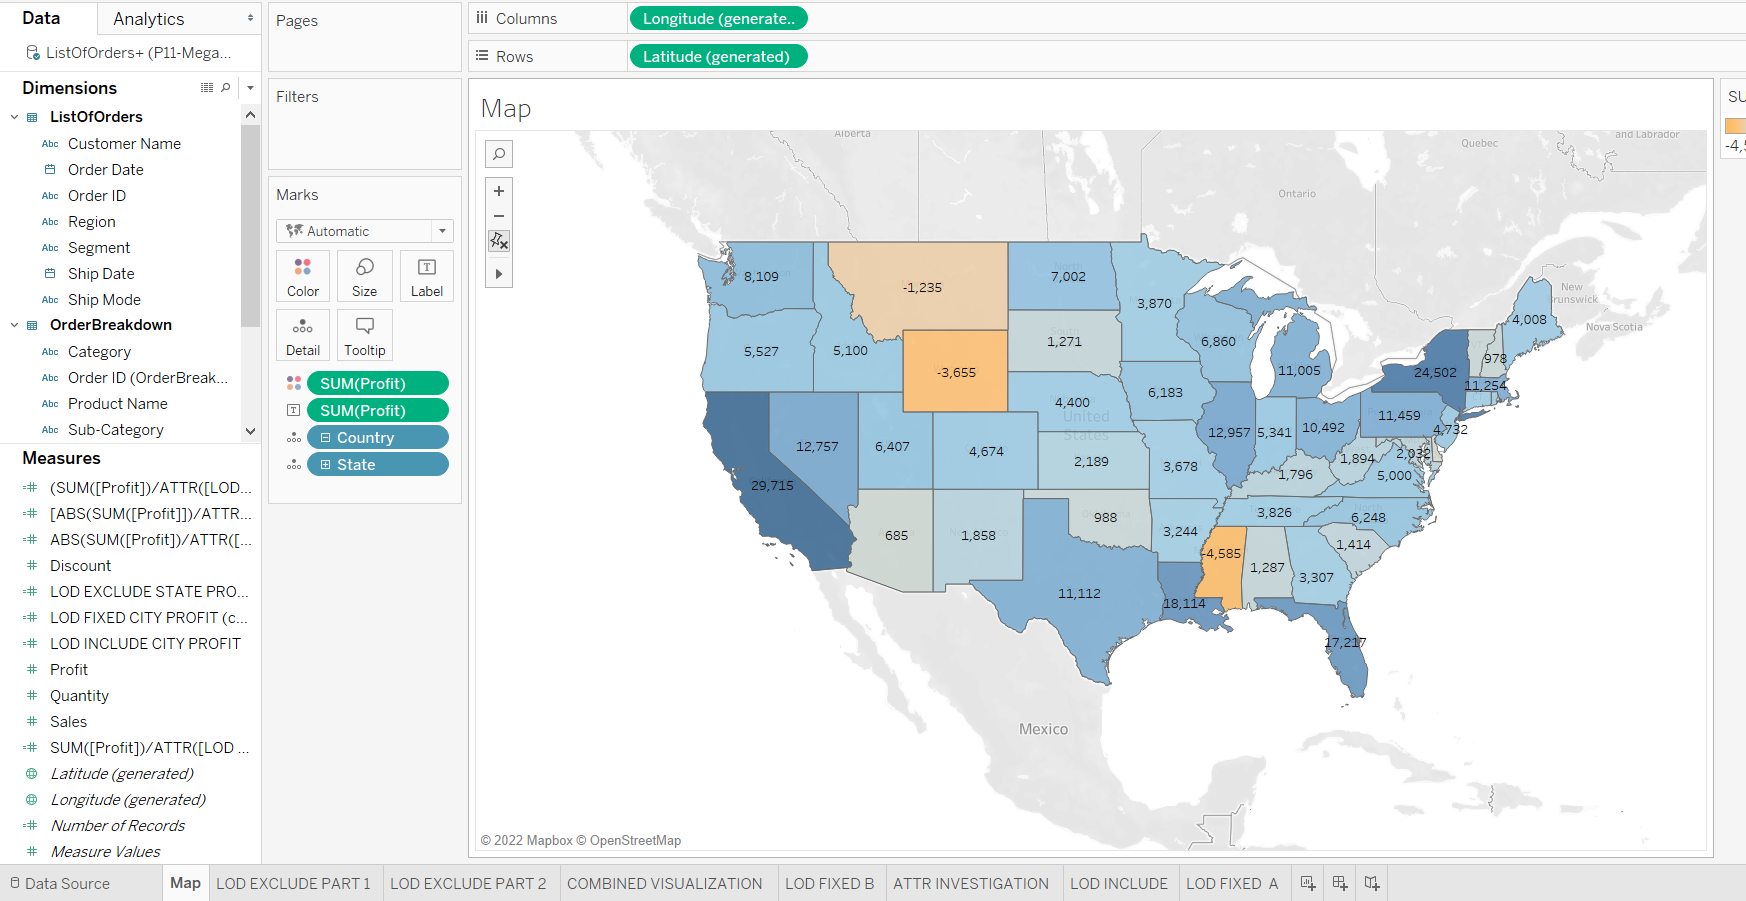 Data
Analytics
ListOfOrders+ (P11-Mega...
Dimensions
ListOfOrders
Abc Customer Name
Order Date
Abc Order ID
Abc Region
Abc Segment
Ship Date
Abc Ship Mode
OrderBreakdown
Abc Category
Abc Order ID (OrderBreak...
Abc Product Name
Abc Sub-Category
Measures
(SUM([Profit])/ATTR([LOD...
[ABS(SUM([Profit]])/ATTR...
ABS(SUM([Profit])/ATTR([...
Discount
LOD EXCLUDE STATE PRO...
LOD FIXED CITY PROFIT (c...
LOD INCLUDE CITY PROFIT
Profit
Quantity
Sales
SUM([Profit])/ATTR([LOD ...
Latitude (generated)
Longitude (generated)
Number of Records
Measure Values
Pages
Filters
Marks
Automatic
Color
Size
Label
Detail
Tooltip
SUM(Profit)
SUM(Profit)
Country
State
Columns
Longitude (generate..
Rows
Latitude (generated)
Map
Alberta
Quebec
and Labrador
Ontario
New
Brunswick
Nova Scotia
United
States
Mexico
8,109
-1,235
7,002
3,870
4,008
5,527
5,100
-3,655
1,271
6,860
11,005
24,502
978
11,254
4,400
6,183
11,459
4,732
12,757
6,407
4,674
2,189
3,678
12,957
5,341
10,492
1,796
1,894
2,032
5,000
29,715
685
1,858
988
3,244
3,826
6,248
-4,585
1,287
3,307
1,414
11,112
18,114
17,217
© 2022 Mapbox © OpenStreetMap
SU
-4,5
Data Source
Map
LOD EXCLUDE PART 1
LOD EXCLUDE PART 2
COMBINED VISUALIZATION
LOD FIXED B
ATTR INVESTIGATION
LOD INCLUDE
LOD FIXED A